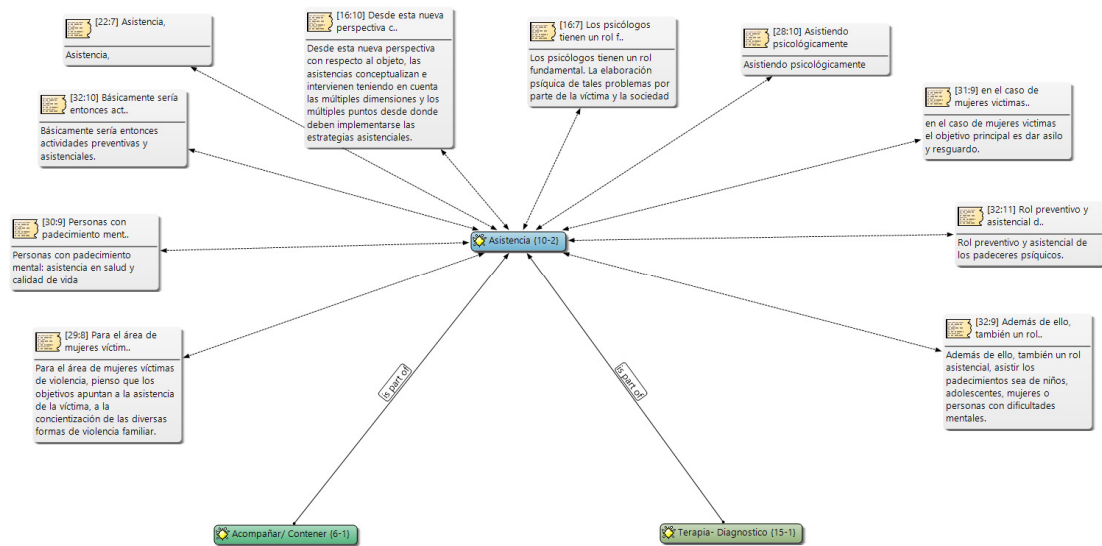 [22:7] Asistencia,
Asistencia,
[16:10] Desde esta nueva
perspectiva c..
Desde esta nueva perspectiva
con respecto al objeto, las
asistencias conceptualizan e
intervienen teniendo en cuenta
las múltiples dimensiones y los
múltiples puntos desde donde
deben implementarse las
estrategias asistenciales.
[16:7] Los psicólogos
tienen un rol f..
Los psicólogos tienen un rol
fundamental. La elaboración
psíquica de tales problemas por
parte de la víctima y la sociedad
[28:10] Asistiendo
psicológicamente
Asistiendo psicológicamente
[32:10] Básicamente sería
entonces act..
Básicamente sería entonces
actividades preventivas y
asistenciales.
[31:9] en el caso de
mujeres victimas..
en el caso de mujeres victimas
el objetivo principal es dar asilo
y resguardo.
[30:9] Personas con
padecimiento ment..
Personas con padecimiento
mental: asistencia en salud y
calidad de vida
Asistencia {10-2}
[32:11] Rol preventivo y
asistencial d..
Rol preventivo y asistencial de
los padeceres psíquicos.
[29:8] Para el área de
mujeres víctim..
Para el área de mujeres víctimas
de violencia, pienso que los
objetivos apuntan a la asistencia
de la víctima, a la
concientización de las diversas
formas de violencia familiar.
[32:9] Además de ello,
también un rol..
Además de ello, también un rol
asistencial, asistir los
padecimientos sea de niños,
adolescentes, mujeres o
personas con dificultades
mentales.
is part of
is part of
Acompañar/ Contener {6-1}
Terapia- Diagnostico {15-1}